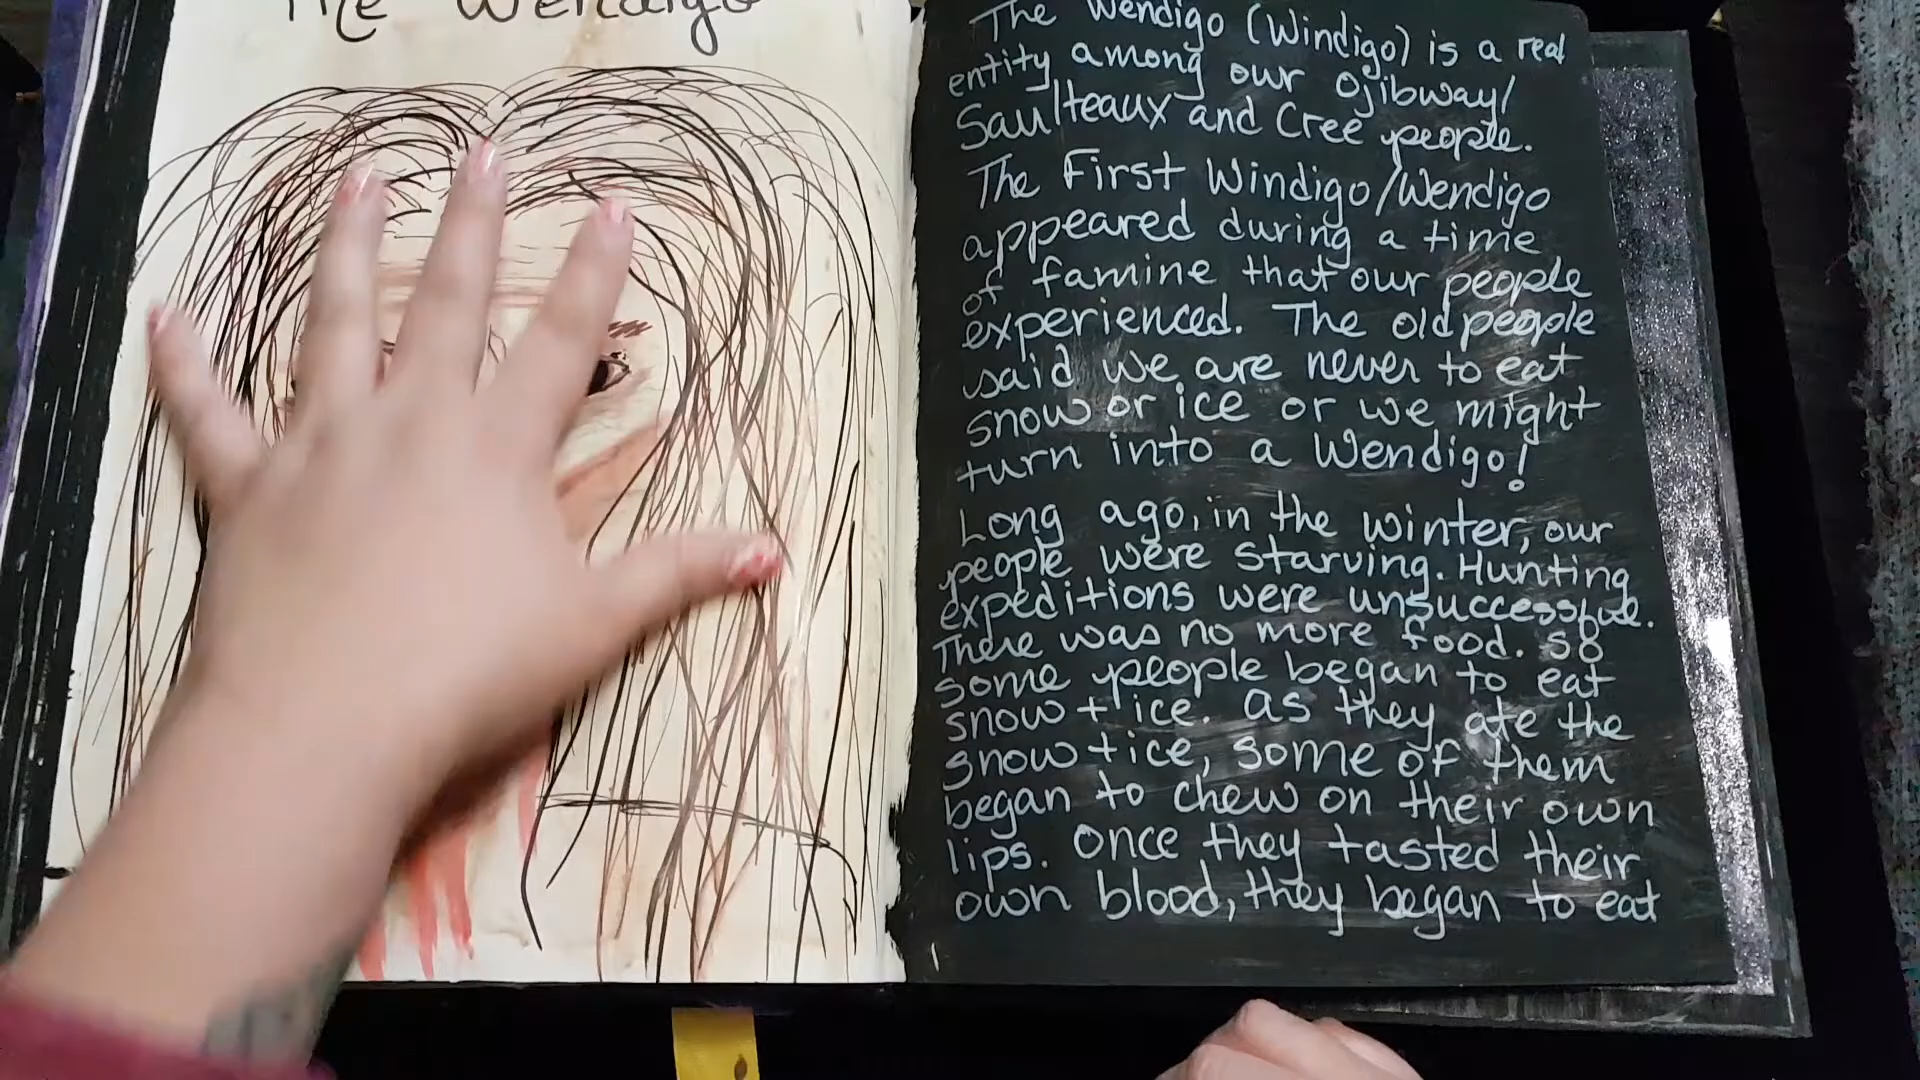 The Wendigo
The Wendigo (Windigo) is a real
entity among our Ojibway/
Saulteaux and Cree people.
The First Windigo/Wendigo
appeared during a time
of famine that our people
experienced. The old people
said we are never to eat
snow or ice or we might
turn into a Wendigo!
Long ago, in the winter, our
people were starving. Hunting
expeditions were unsuccessful.
There was no more food. So
some people began to eat
snow + ice. As they ate the
snow + ice, some of them
began to chew on their own
lips. Once they tasted their
own blood, they began to eat